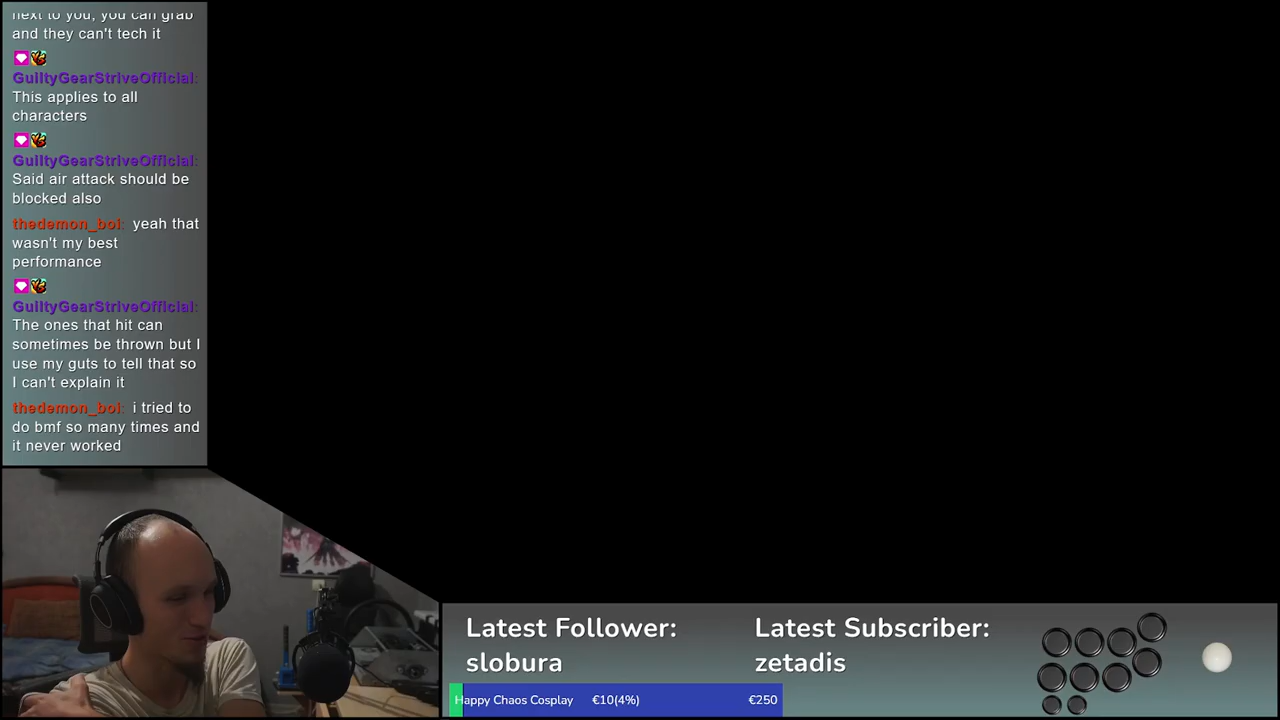 next to you, you can grab
and they can't tech it
GuiltyGearStriveOfficial:
This applies to all
characters
GuiltyGearStriveOfficial:
Said air attack should be
blocked also
thedemon_boi: yeah that
wasn't my best
performance
GuiltyGearStriveOfficial:
The ones that hit can
sometimes be thrown but I
use my guts to tell that so
I can't explain it
thedemon_boi: i tried to
do bmf so many times and
it never worked
Latest Follower:
slobura
Latest Subscriber:
zetadis
Happy Chaos Cosplay €10(4%) €250